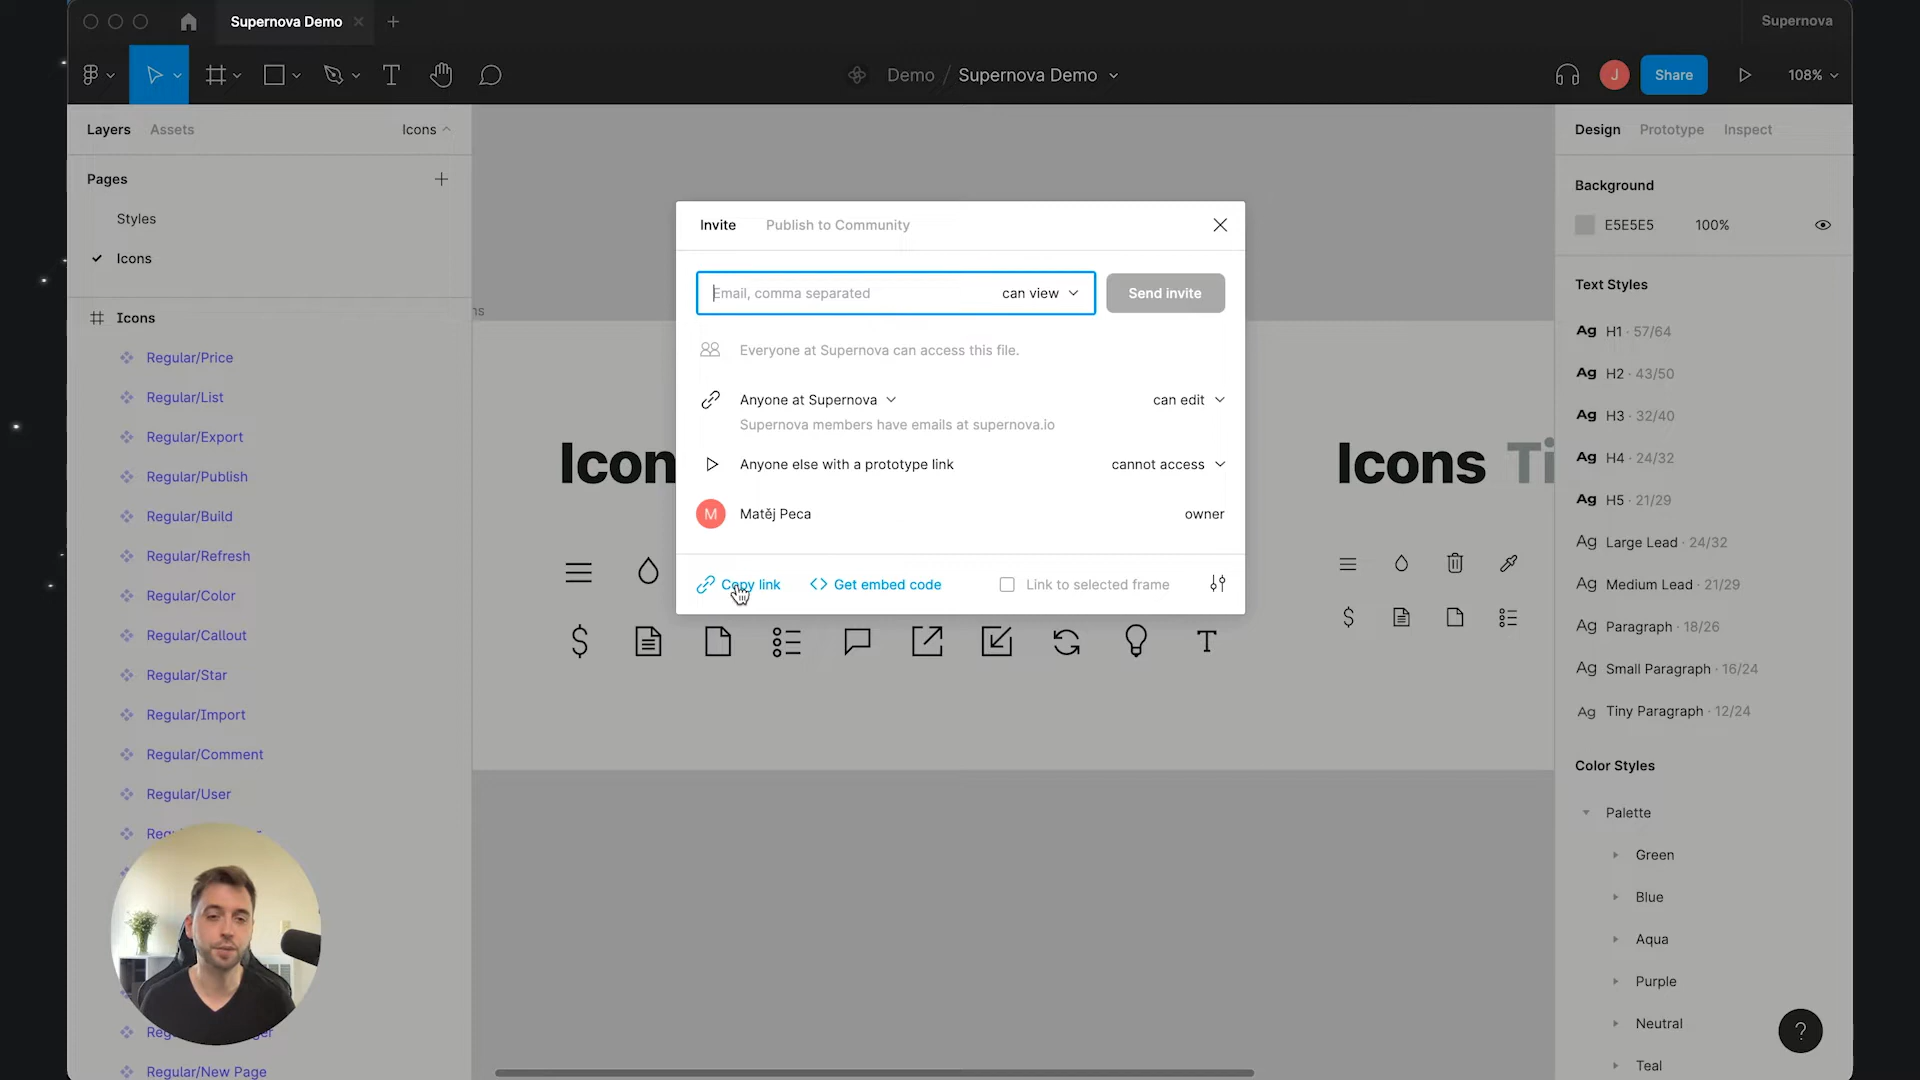 Supernova Demo
Supernova
Demo / Supernova Demo
J
Share
108%
Layers
Assets
Icons
Pages
Styles
Icons
Icons
Regular/Price
Regular/List
Regular/Export
Regular/Publish
Regular/Build
Regular/Refresh
Regular/Color
Regular/Callout
Regular/Star
Regular/Import
Regular/Comment
Regular/User
Regular/New Page
Invite
Publish to Community
Email, comma separated
can view
Send invite
Everyone at Supernova can access this file.
Anyone at Supernova
can edit
Supernova members have emails at supernova.io
Anyone else with a prototype link
cannot access
M
Matěj Peca
owner
Copy link
Get embed code
Link to selected frame
Icons
Design
Prototype
Inspect
Background
E5E5E5
100%
Text Styles
Ag H1 · 57/64
Ag H2 · 43/50
Ag H3 · 32/40
Ag H4 · 24/32
Ag H5 · 21/29
Ag Large Lead · 24/32
Ag Medium Lead · 21/29
Ag Paragraph · 18/26
Ag Small Paragraph · 16/24
Ag Tiny Paragraph · 12/24
Color Styles
Palette
Green
Blue
Aqua
Purple
Neutral
Teal
?